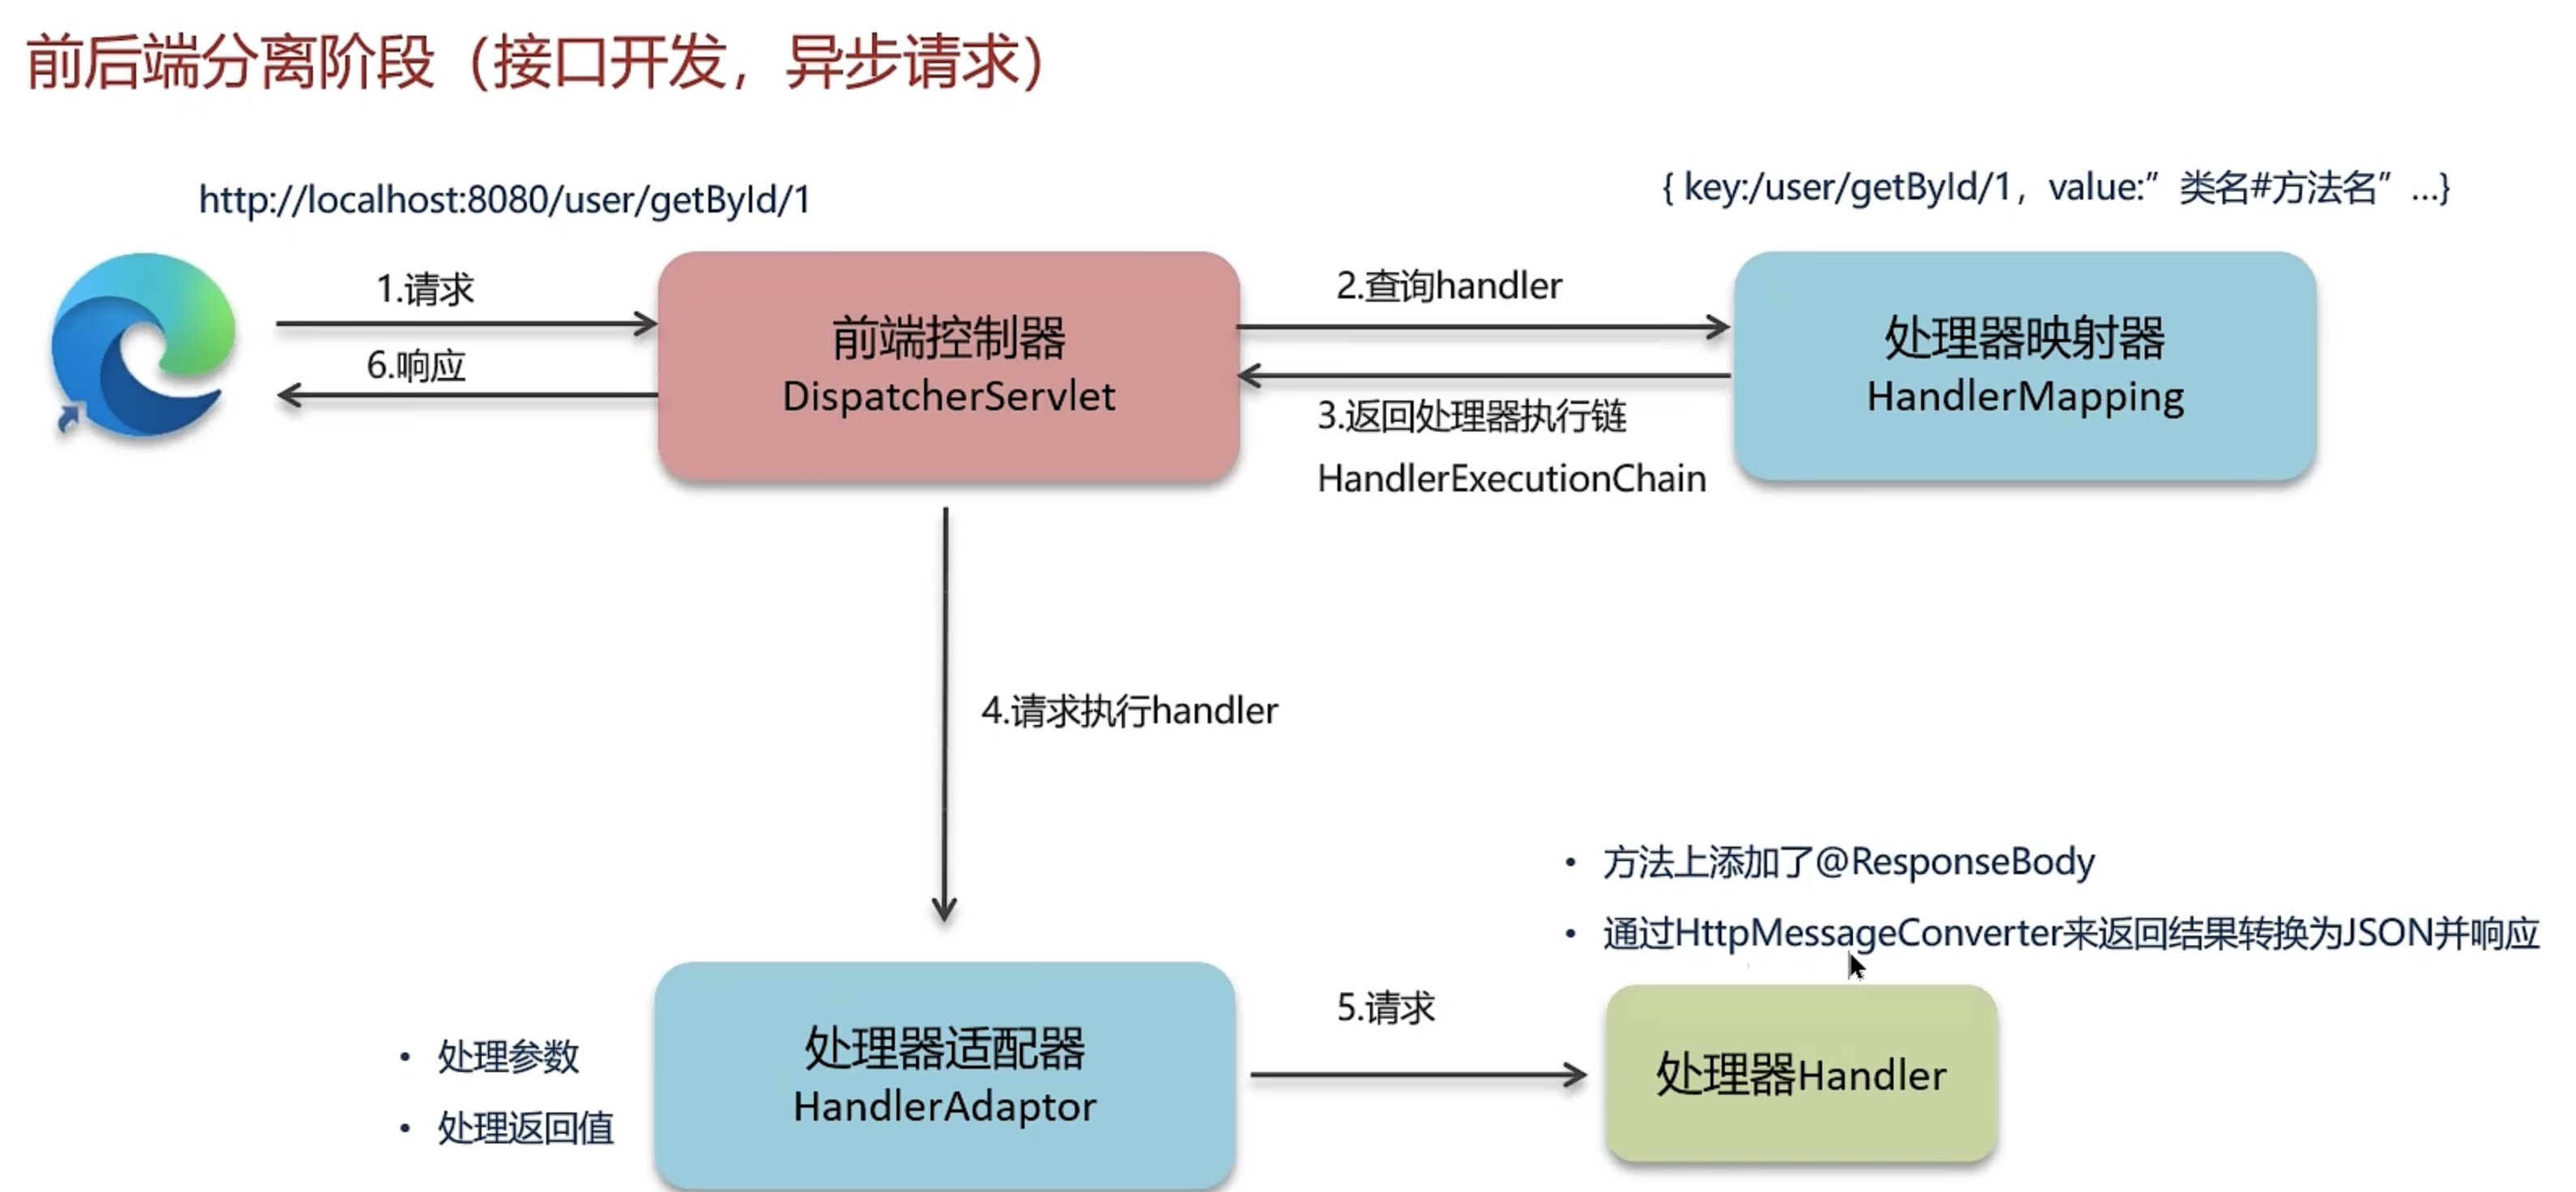 前后端分离阶段（接口开发，异步请求）
http://localhost:8080/user/getById/1
{ key:/user/getById/1，value:”类名#方法名” ...}
1.请求
6.响应
前端控制器
DispatcherServlet
2.查询handler
3.返回处理器执行链
HandlerExecutionChain
处理器映射器
HandlerMapping
4.请求执行handler
• 处理参数
• 处理返回值
处理器适配器
HandlerAdaptor
5.请求
• 方法上添加了@ResponseBody
• 通过HttpMessageConverter来返回结果转换为JSON并响应
处理器Handler